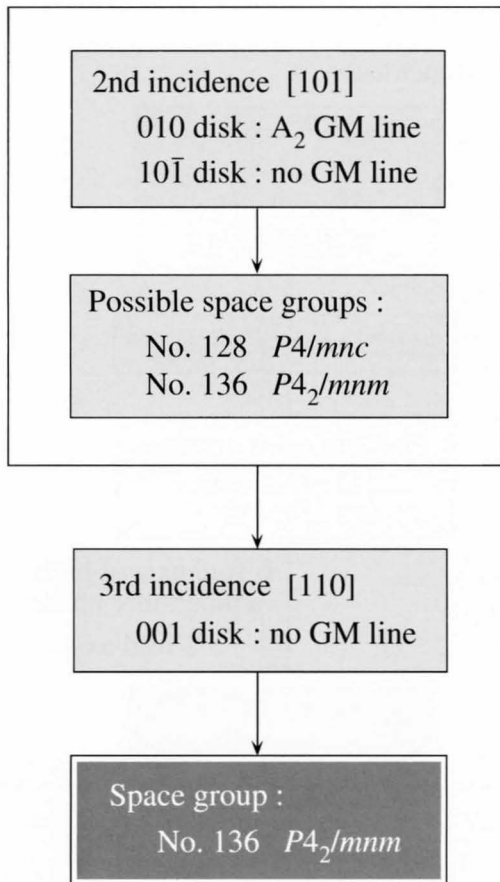 2nd incidence [101]
010 disk : A₂ GM line
101̅ disk : no GM line
Possible space groups :
No. 128 P4/mnc
No. 136 P4₂/mnm
3rd incidence [110]
001 disk : no GM line
Space group :
No. 136 P4₂/mnm